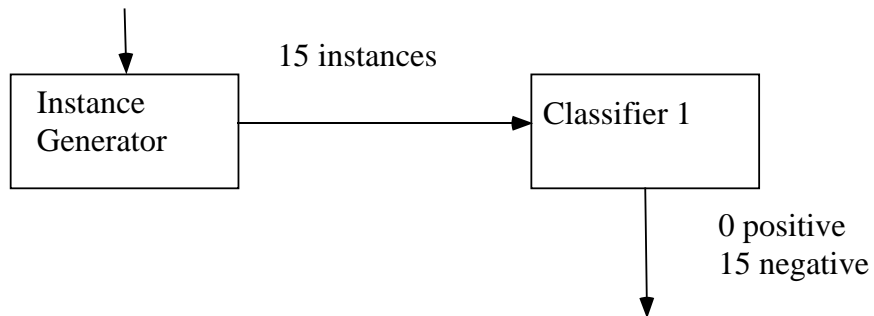 15 instances
Instance
Generator
Classifier 1
0 positive
15 negative